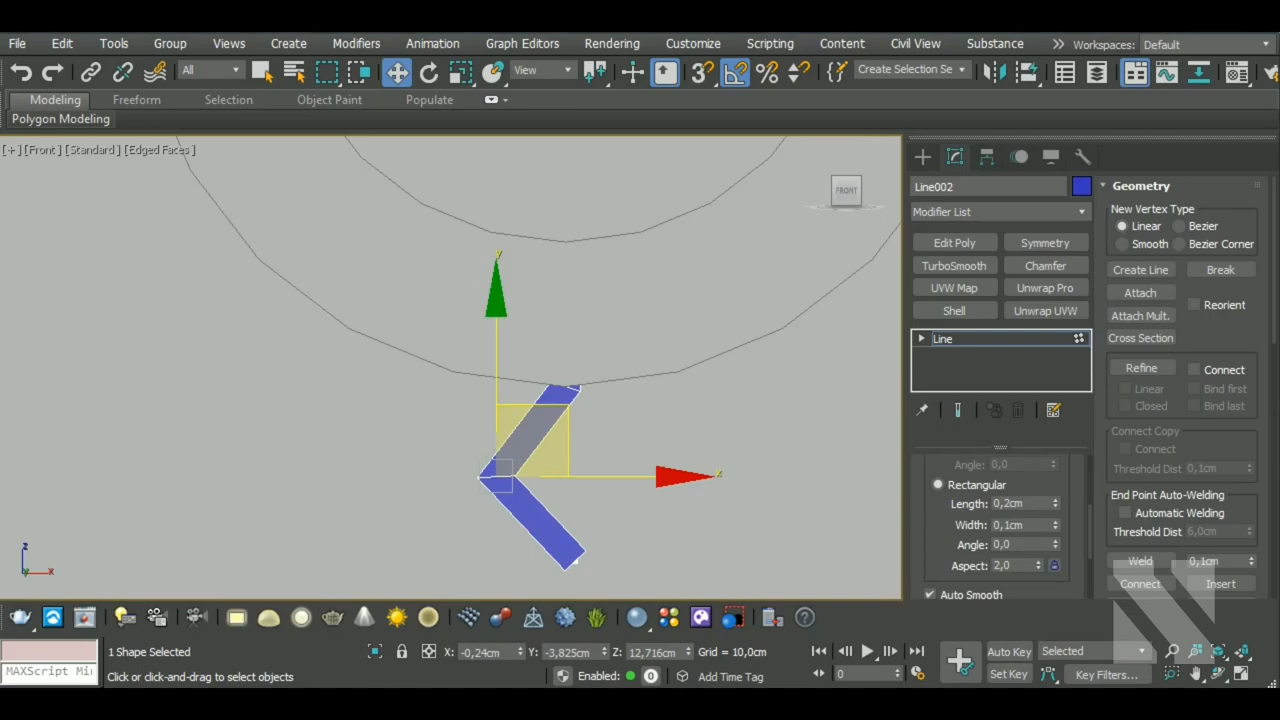 File Edit Tools Group Views Create Modifiers Animation Graph Editors Rendering Customize Scripting Content Civil View Substance Workspaces: Default
All View Create Selection Se
Modeling Freeform Selection Object Paint Populate
Polygon Modeling
[+] [Front] [Standard] [Edged Faces]
FRONT
y
x
z
x
y
Line002
Modifier List
Edit Poly Symmetry
TurboSmooth Chamfer
UVW Map Unwrap Pro
Shell Unwrap UVW
Line
Angle: 0,0
Rectangular
Length: 0,2cm
Width: 0,1cm
Angle: 0,0
Aspect: 2,0
Auto Smooth
Geometry
New Vertex Type
Linear Bezier
Smooth Bezier Corner
Create Line Break
Attach
Reorient
Attach Mult.
Cross Section
Refine Connect
Linear Bind first
Closed Bind last
Connect Copy
Connect
Threshold Dist 0,1cm
End Point Auto-Welding
Automatic Welding
Threshold Dist 6,0cm
Weld 0,1cm
Connect Insert
MAXScript Mi
1 Shape Selected
Click or click-and-drag to select objects
X: -0,24cm Y: -3,825cm Z: 12,716cm Grid = 10,0cm
Enabled: 0 Add Time Tag
0
Auto Key Selected
Set Key Key Filters...